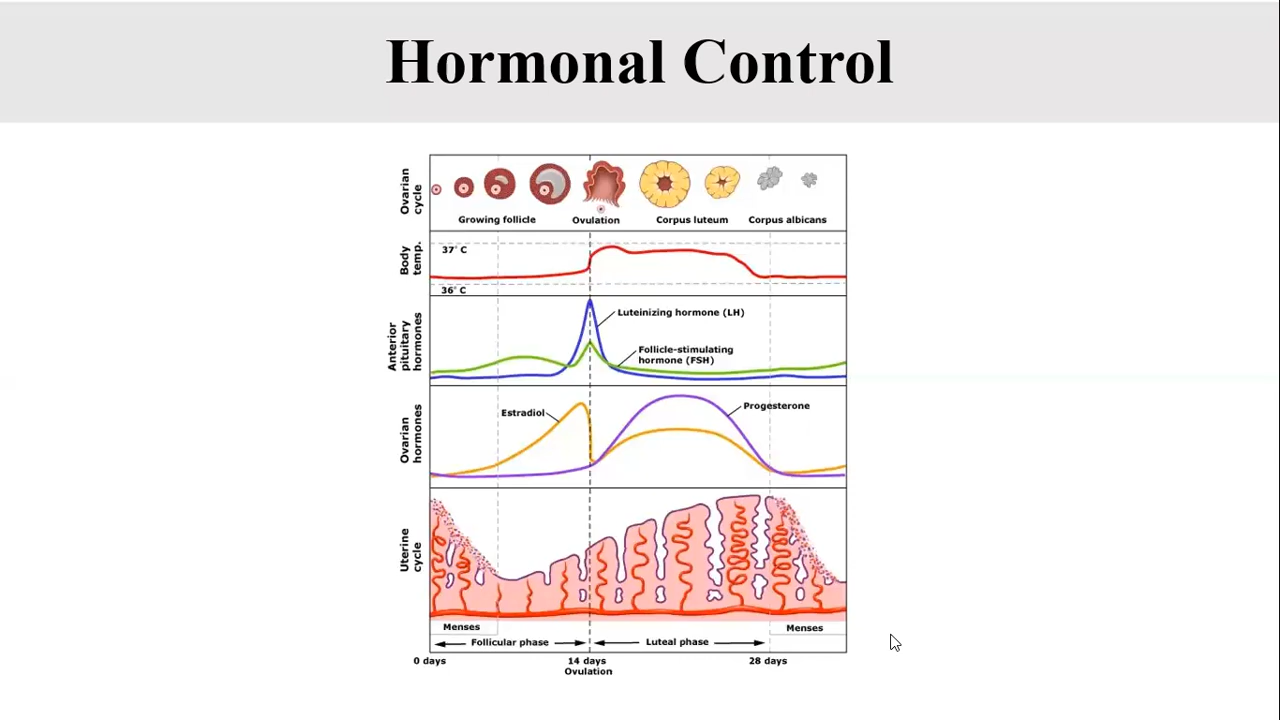 Hormonal Control
Ovarian
cycle
Growing follicle
Ovulation
Corpus luteum
Corpus albicans
Body
temp.
37° C
36° C
Anterior
pituitary
hormones
Luteinizing hormone (LH)
Follicle-stimulating
hormone (FSH)
Ovarian
hormones
Estradiol
Progesterone
Uterine
cycle
Menses
Menses
Follicular phase
Luteal phase
0 days
14 days
Ovulation
28 days